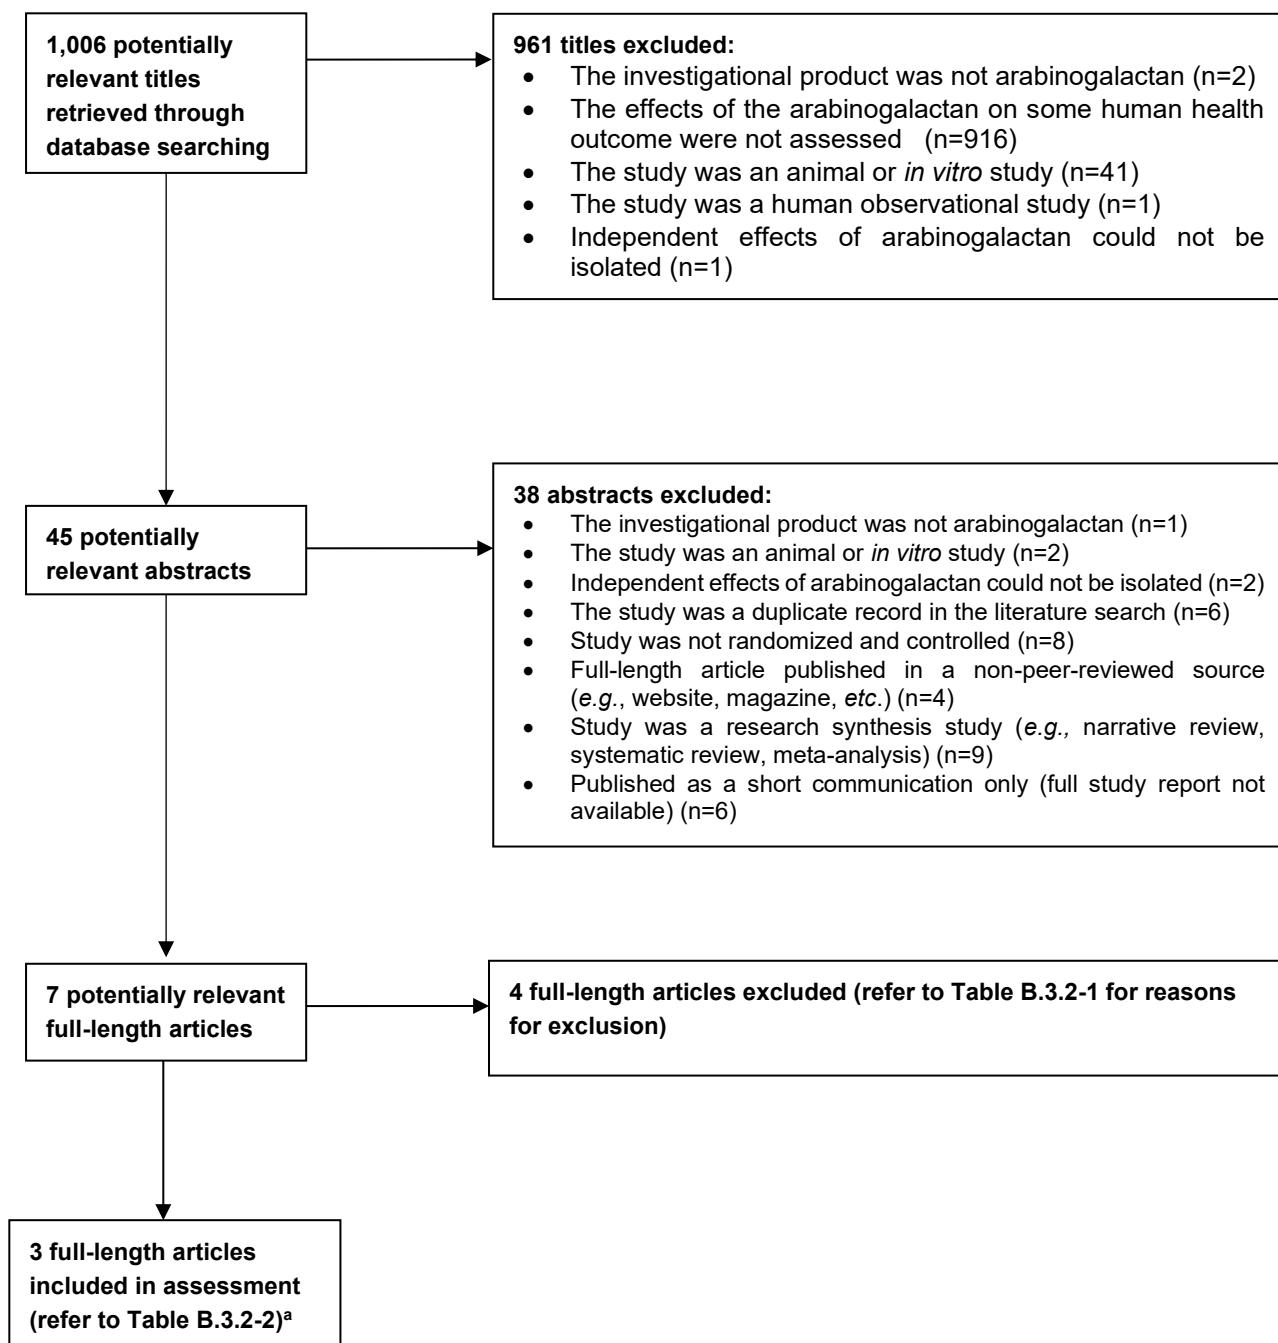 1,006 potentially
relevant titles
retrieved through
database searching
961 titles excluded:
• The investigational product was not arabinogalactan (n=2)
• The effects of the arabinogalactan on some human health
outcome were not assessed (n=916)
• The study was an animal or in vitro study (n=41)
• The study was a human observational study (n=1)
• Independent effects of arabinogalactan could not be
isolated (n=1)
45 potentially
relevant abstracts
38 abstracts excluded:
• The investigational product was not arabinogalactan (n=1)
• The study was an animal or in vitro study (n=2)
• Independent effects of arabinogalactan could not be isolated (n=2)
• The study was a duplicate record in the literature search (n=6)
• Study was not randomized and controlled (n=8)
• Full-length article published in a non-peer-reviewed source
(e.g., website, magazine, etc.) (n=4)
• Study was a research synthesis study (e.g., narrative review,
systematic review, meta-analysis) (n=9)
• Published as a short communication only (full study report not
available) (n=6)
7 potentially relevant
full-length articles
4 full-length articles excluded (refer to Table B.3.2-1 for reasons
for exclusion)
3 full-length articles
included in assessment
(refer to Table B.3.2-2)ª